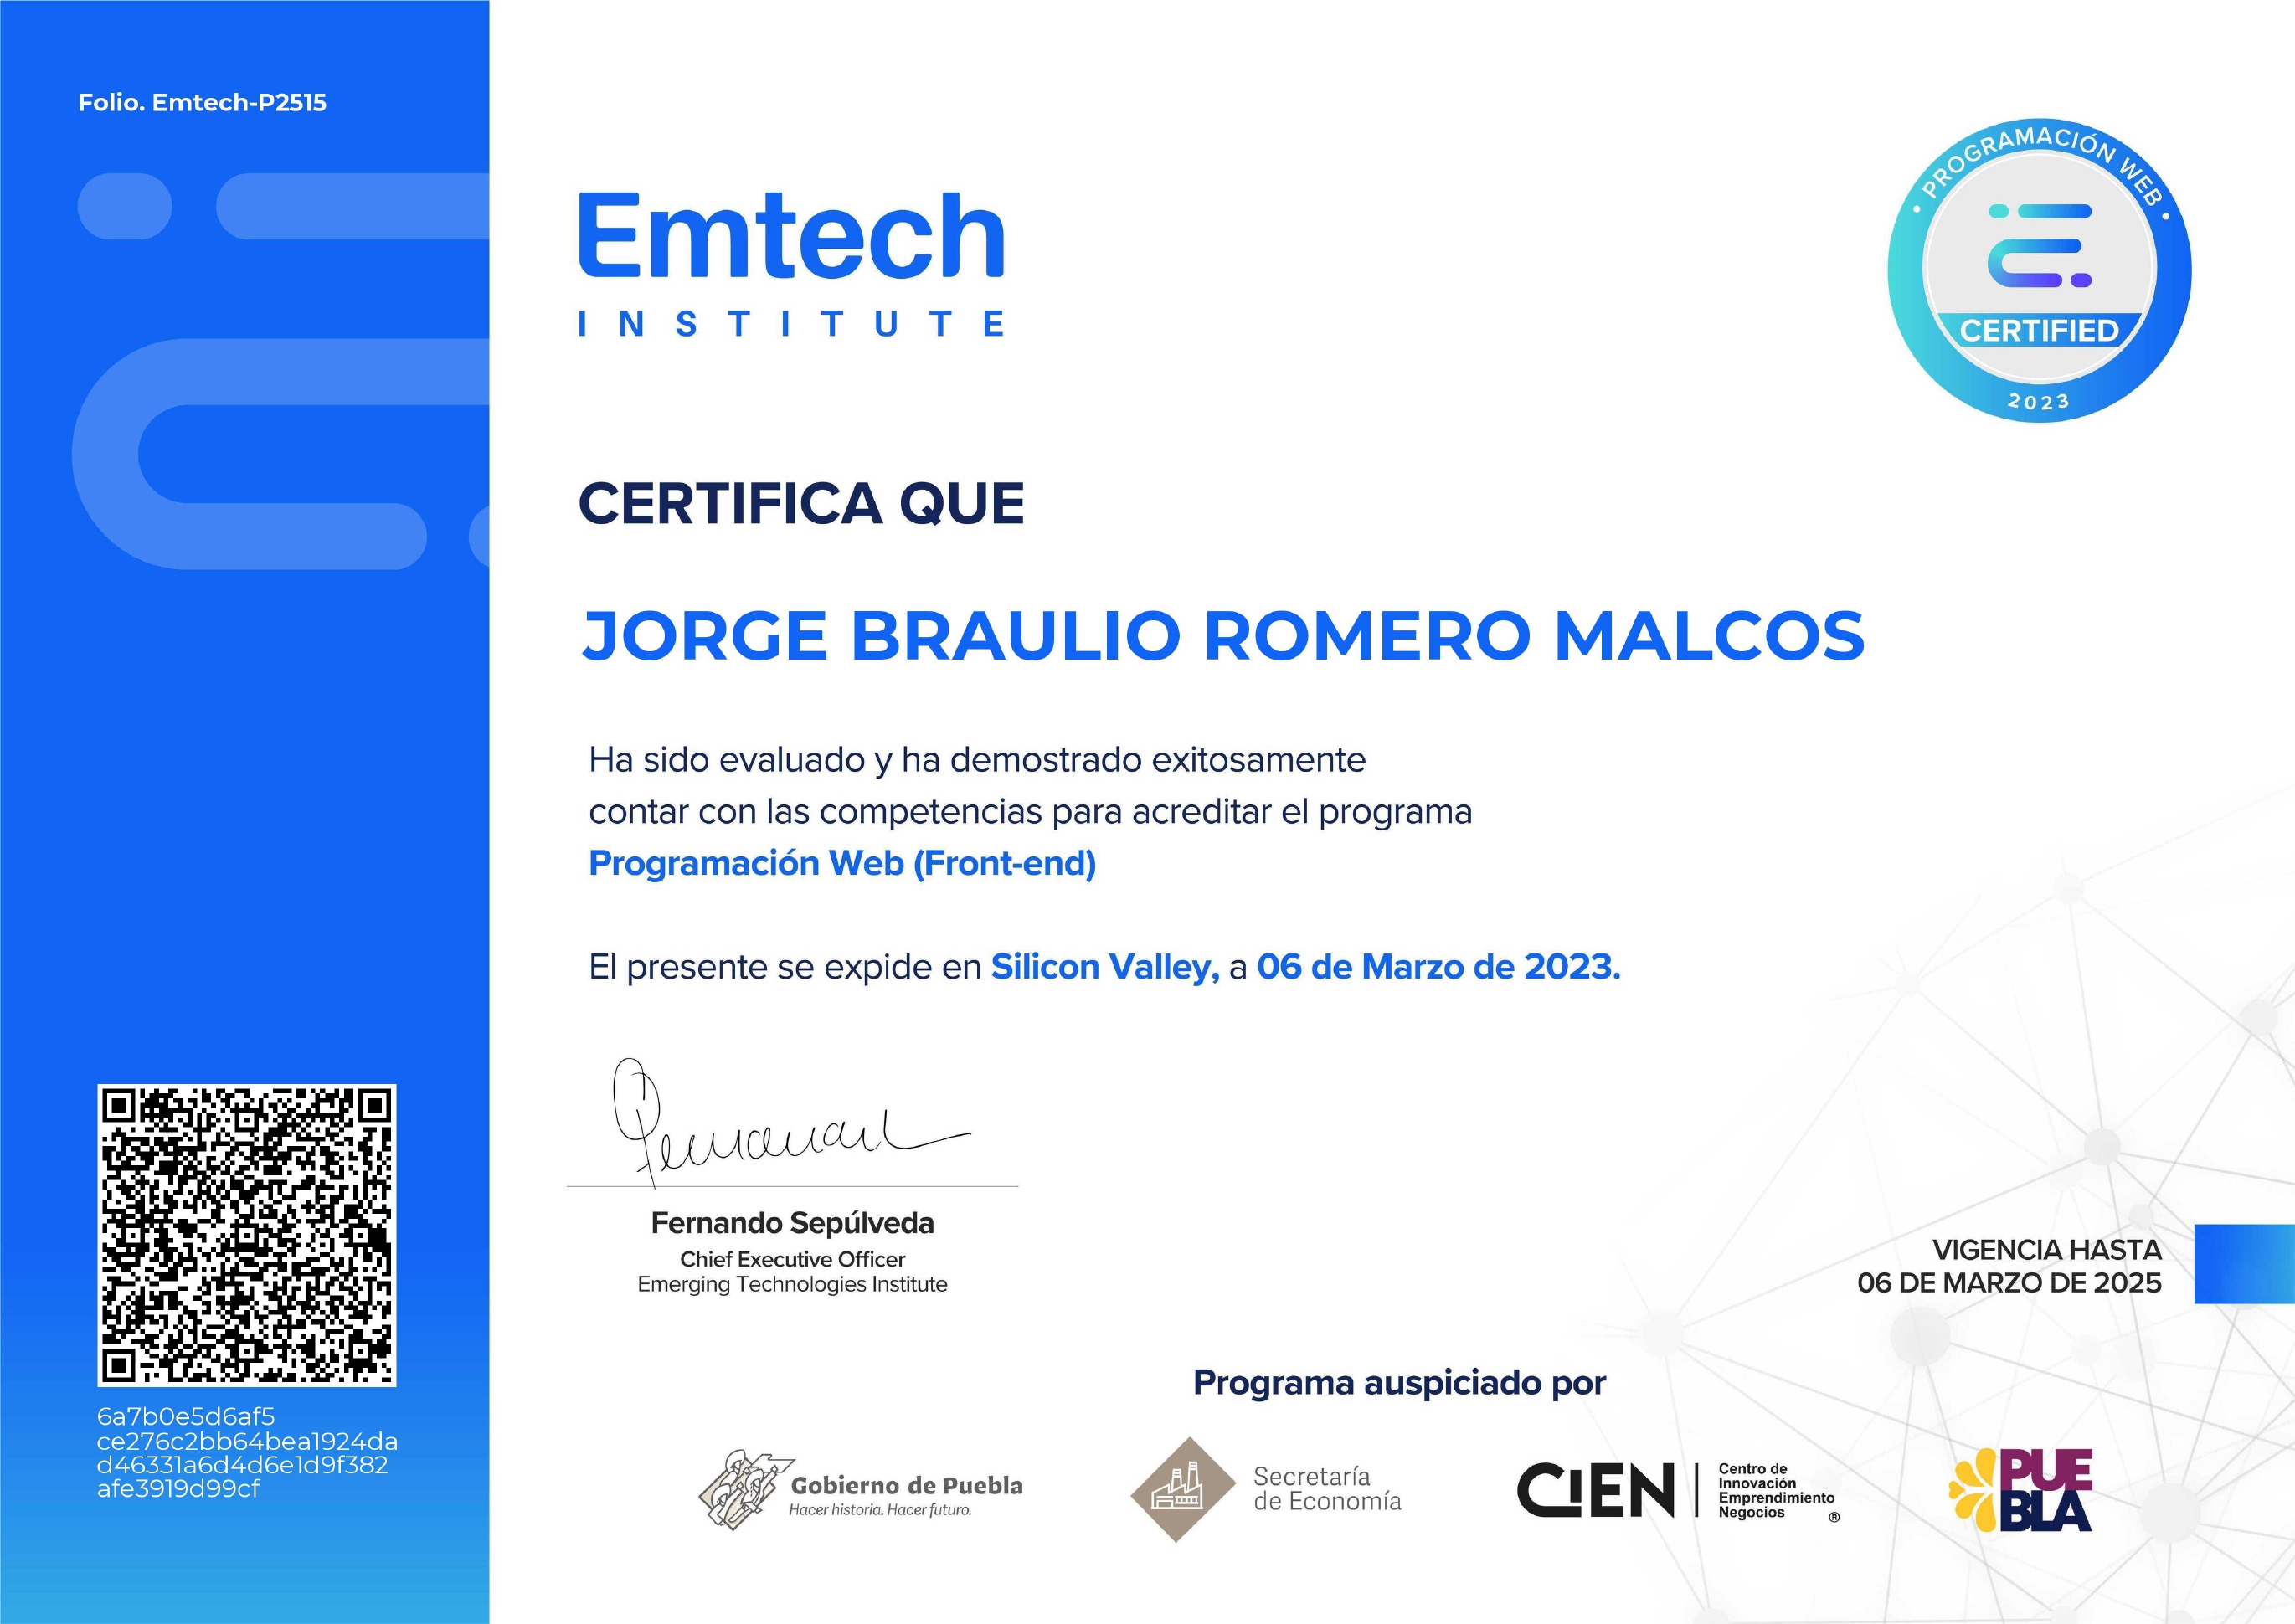 Folio. Emtech-P2515
Emtech
INSTITUTE
• PROGRAMACIÓN WEB •
CERTIFIED
2023
CERTIFICA QUE
JORGE BRAULIO ROMERO MALCOS
Ha sido evaluado y ha demostrado exitosamente
contar con las competencias para acreditar el programa
Programación Web (Front-end)
El presente se expide en Silicon Valley, a 06 de Marzo de 2023.
Fernando Sepúlveda
Chief Executive Officer
Emerging Technologies Institute
VIGENCIA HASTA
06 DE MARZO DE 2025
6a7b0e5d6af5
ce276c2bb64bea1924da
d46331a6d4d6e1d9f382
afe3919d99cf
Programa auspiciado por
Gobierno de Puebla
Hacer historia. Hacer futuro.
Secretaría
de Economía
CIEN
Centro de
Innovación
Emprendimiento
Negocios ®
PUE
BLA